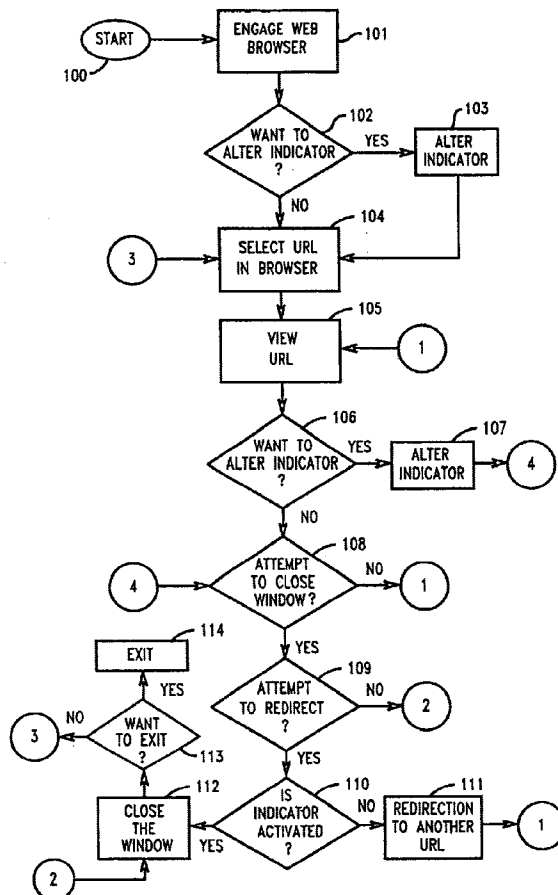 START
100
ENGAGE WEB
BROWSER
101
102
WANT TO
ALTER INDICATOR
?
YES
103
ALTER
INDICATOR
NO
104
3
SELECT URL
IN BROWSER
105
VIEW
URL
1
106
WANT TO
ALTER INDICATOR
?
YES
107
ALTER
INDICATOR
4
NO
108
4
ATTEMPT
TO CLOSE
WINDOW?
NO
1
YES
114
EXIT
YES
109
ATTEMPT
TO REDIRECT
?
NO
2
3
NO
WANT
TO EXIT
?
113
YES
112
CLOSE
THE
WINDOW
YES
110
IS
INDICATOR
ACTIVATED
?
NO
111
REDIRECTION
TO ANOTHER
URL
1
2